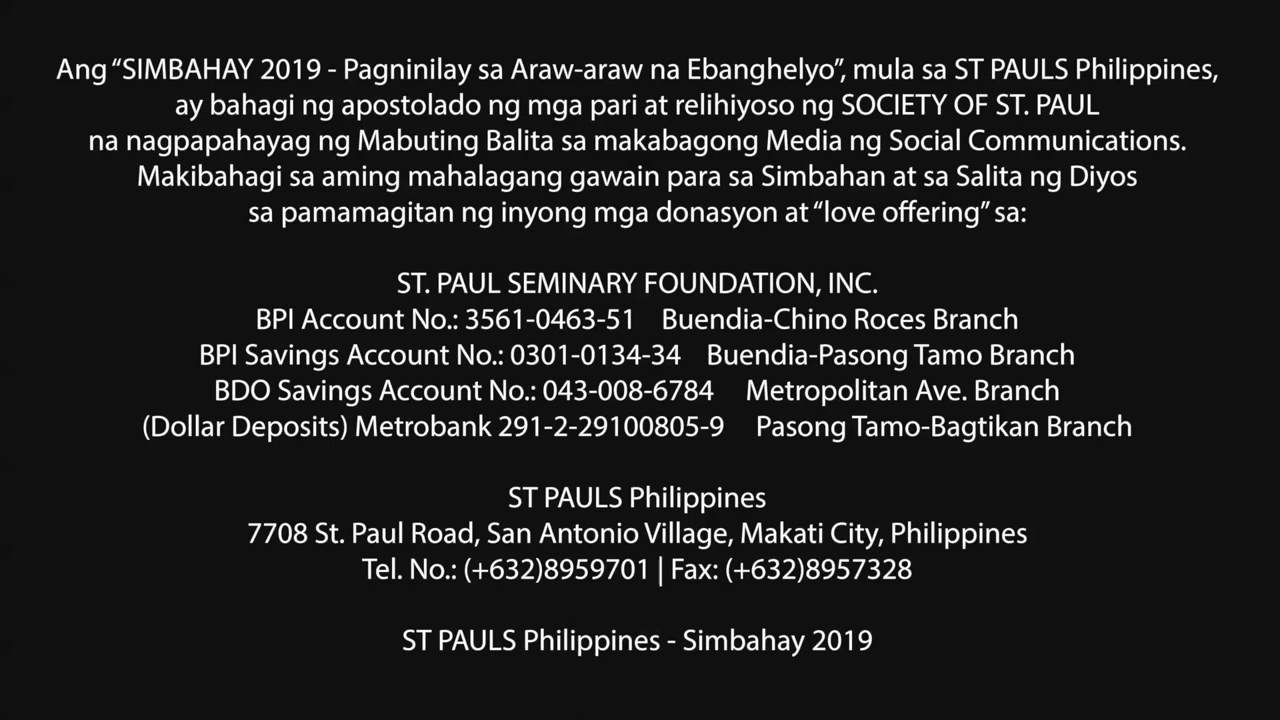 Ang “SIMBAHAY 2019 - Pagninilay sa Araw-araw na Ebanghelyo”, mula sa ST PAULS Philippines,
ay bahagi ng apostolado ng mga pari at relihiyoso ng SOCIETY OF ST. PAUL
na nagpapahayag ng Mabuting Balita sa makabagong Media ng Social Communications.
Makibahagi sa aming mahalagang gawain para sa Simbahan at sa Salita ng Diyos
sa pamamagitan ng inyong mga donasyon at “love offering” sa:
ST. PAUL SEMINARY FOUNDATION, INC.
BPI Account No.: 3561-0463-51 Buendia-Chino Roces Branch
BPI Savings Account No.: 0301-0134-34 Buendia-Pasong Tamo Branch
BDO Savings Account No.: 043-008-6784 Metropolitan Ave. Branch
(Dollar Deposits) Metrobank 291-2-29100805-9 Pasong Tamo-Bagtikan Branch
ST PAULS Philippines
7708 St. Paul Road, San Antonio Village, Makati City, Philippines
Tel. No.: (+632)8959701 | Fax: (+632)8957328
ST PAULS Philippines - Simbahay 2019